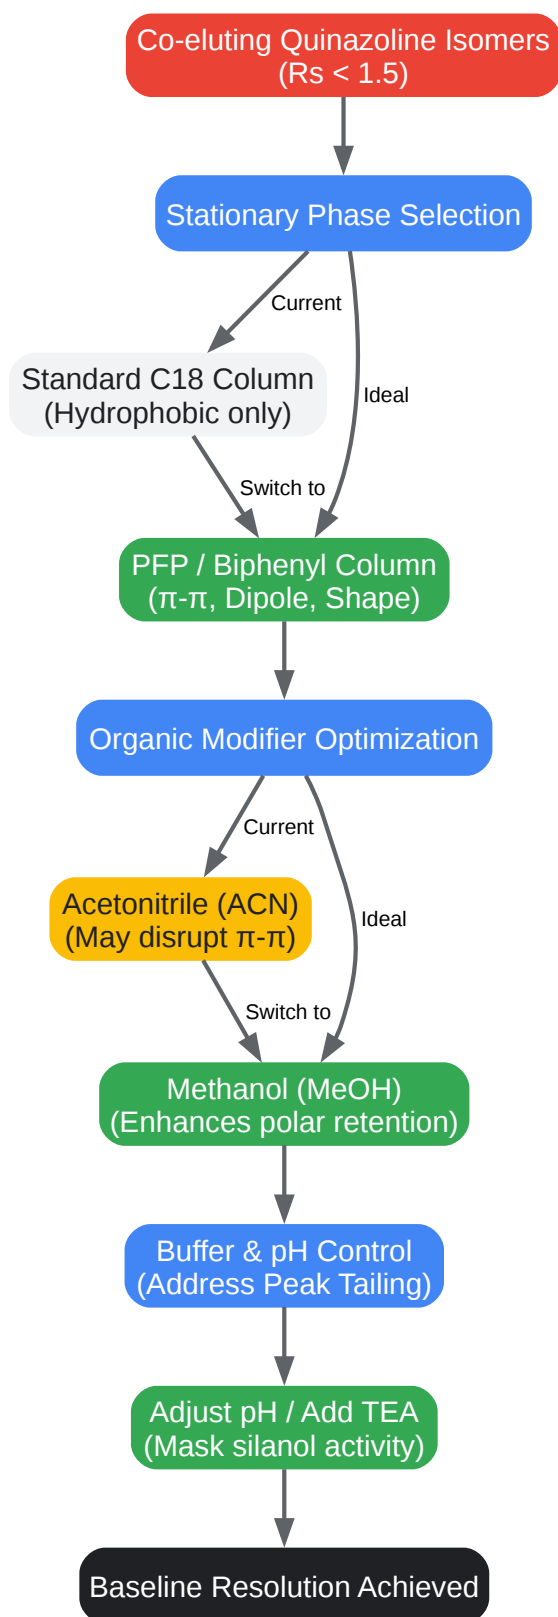 Co-eluting Quinazoline Isomers
(Rs < 1.5)
Stationary Phase Selection
Current
Standard C18 Column
(Hydrophobic only)
Ideal
Switch to
PFP / Biphenyl Column
(π-π, Dipole, Shape)
Organic Modifier Optimization
Current
Acetonitrile (ACN)
(May disrupt π-π)
Ideal
Switch to
Methanol (MeOH)
(Enhances polar retention)
Buffer & pH Control
(Address Peak Tailing)
Adjust pH / Add TEA
(Mask silanol activity)
Baseline Resolution Achieved